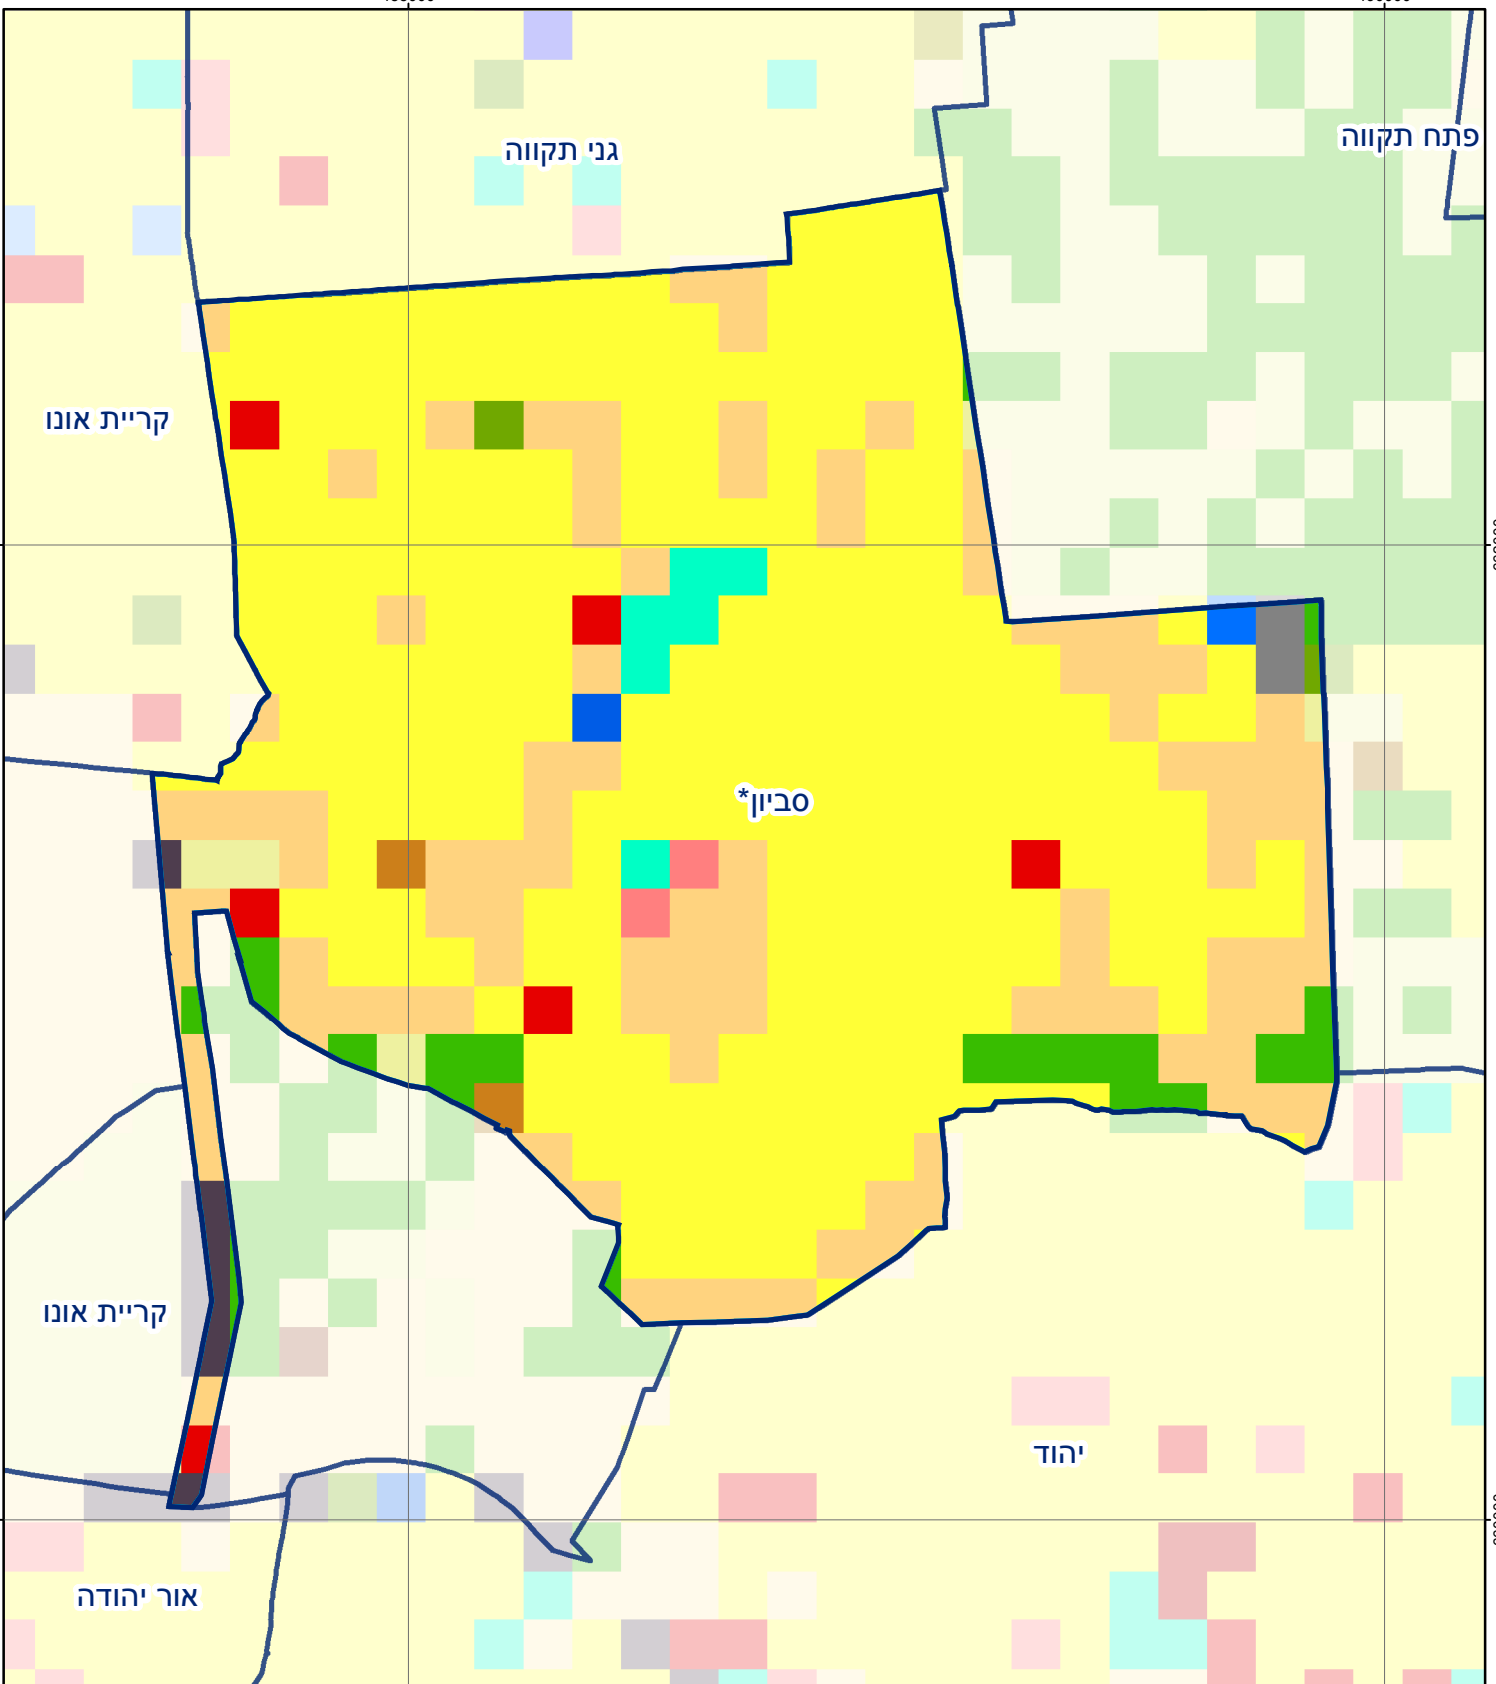 גני תקווה
פתח תקווה
קריית אונו
סביון*
קריית אונו
יהוד
אור יהודה